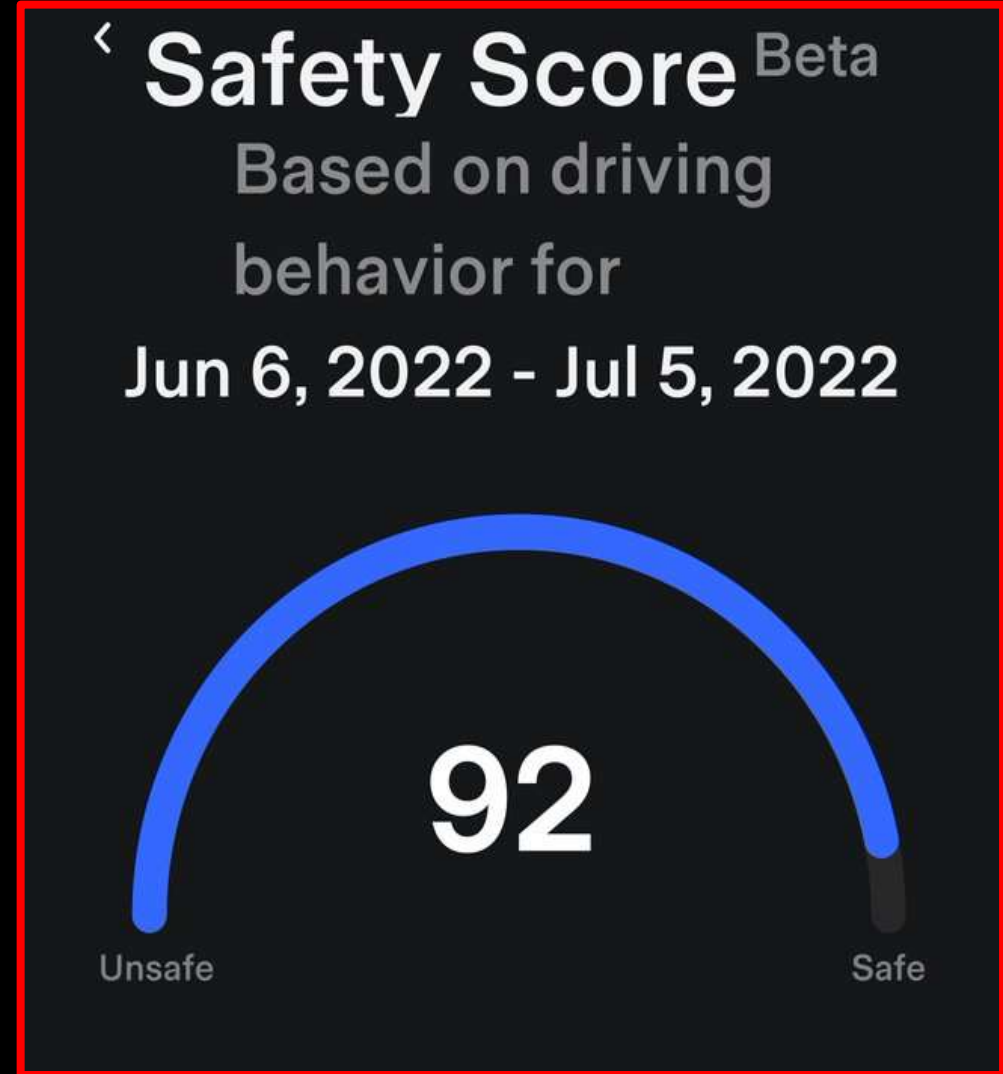 Safety Score Beta
Based on driving
behavior for
Jun 6, 2022 - Jul 5, 2022
92
Unsafe Safe